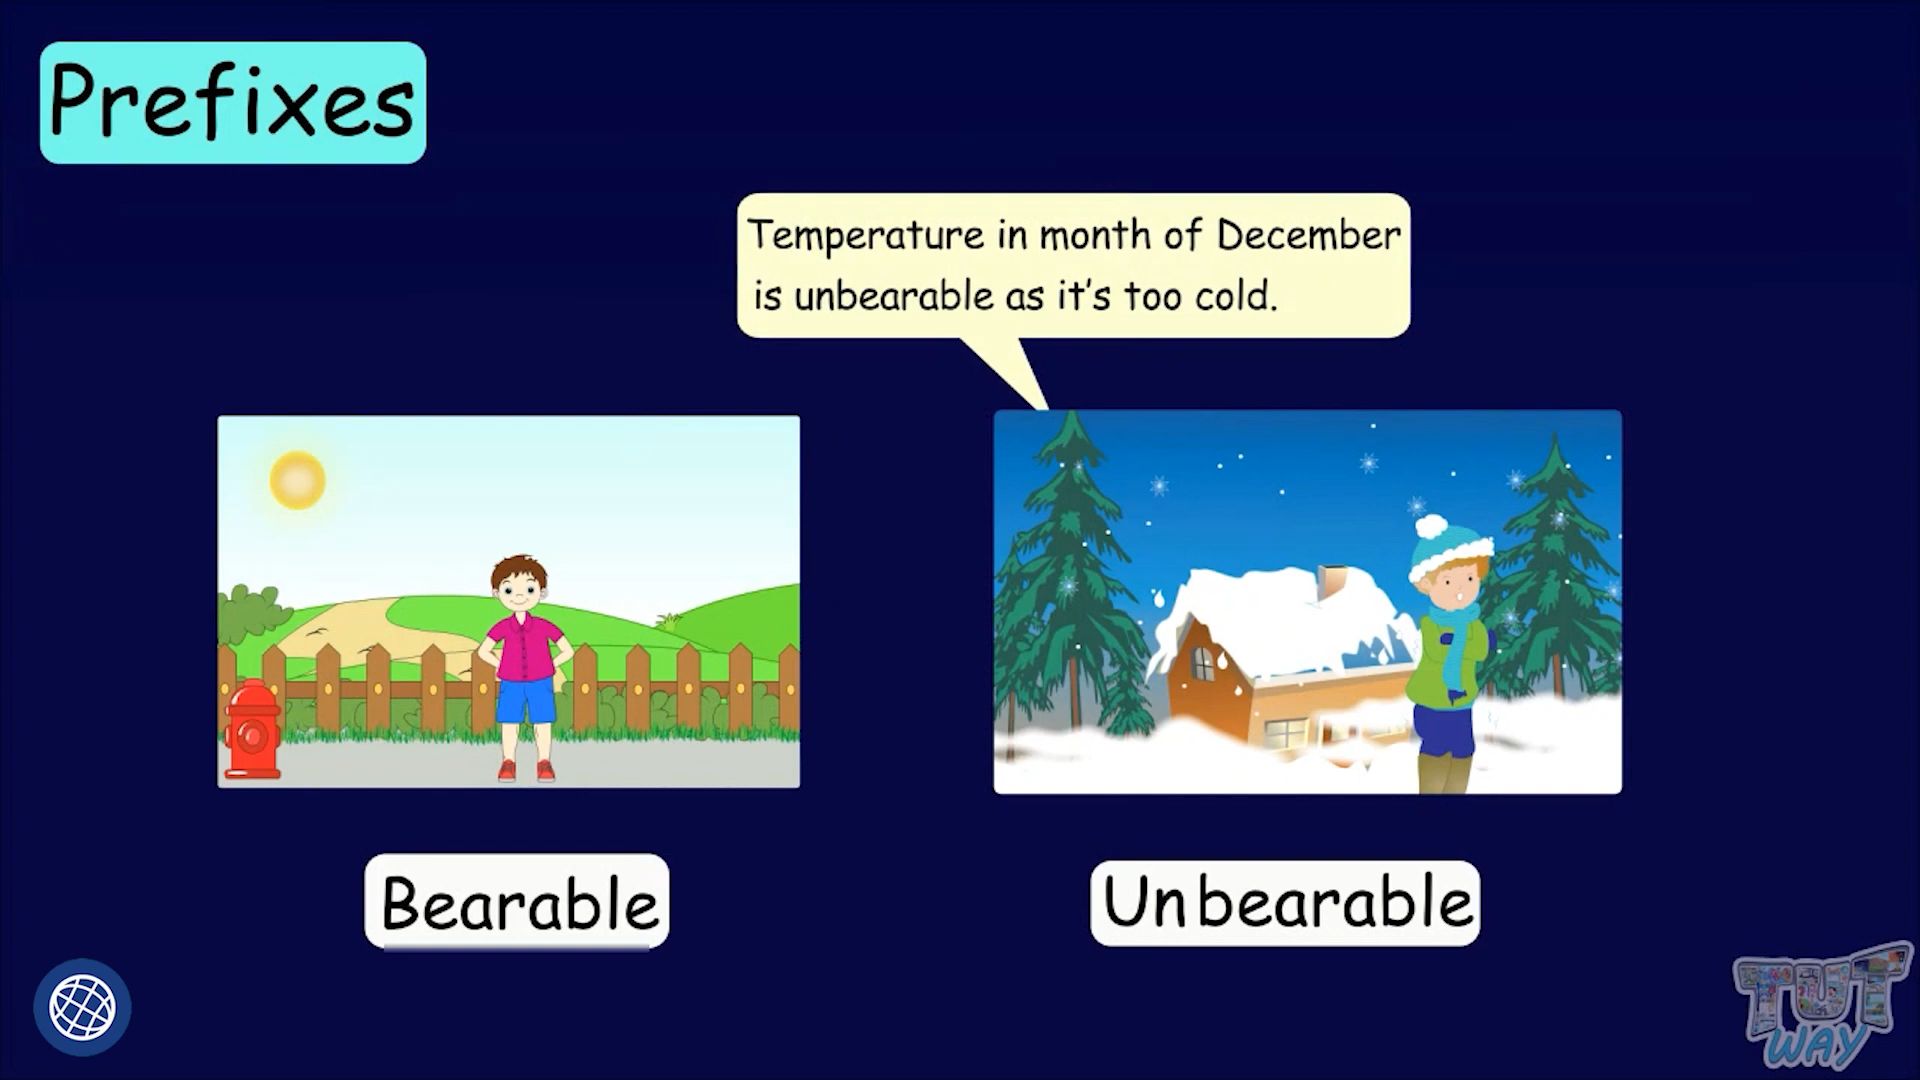 Prefixes
Temperature in month of December
is unbearable as it's too cold.
Bearable
Unbearable
TUT
WAY